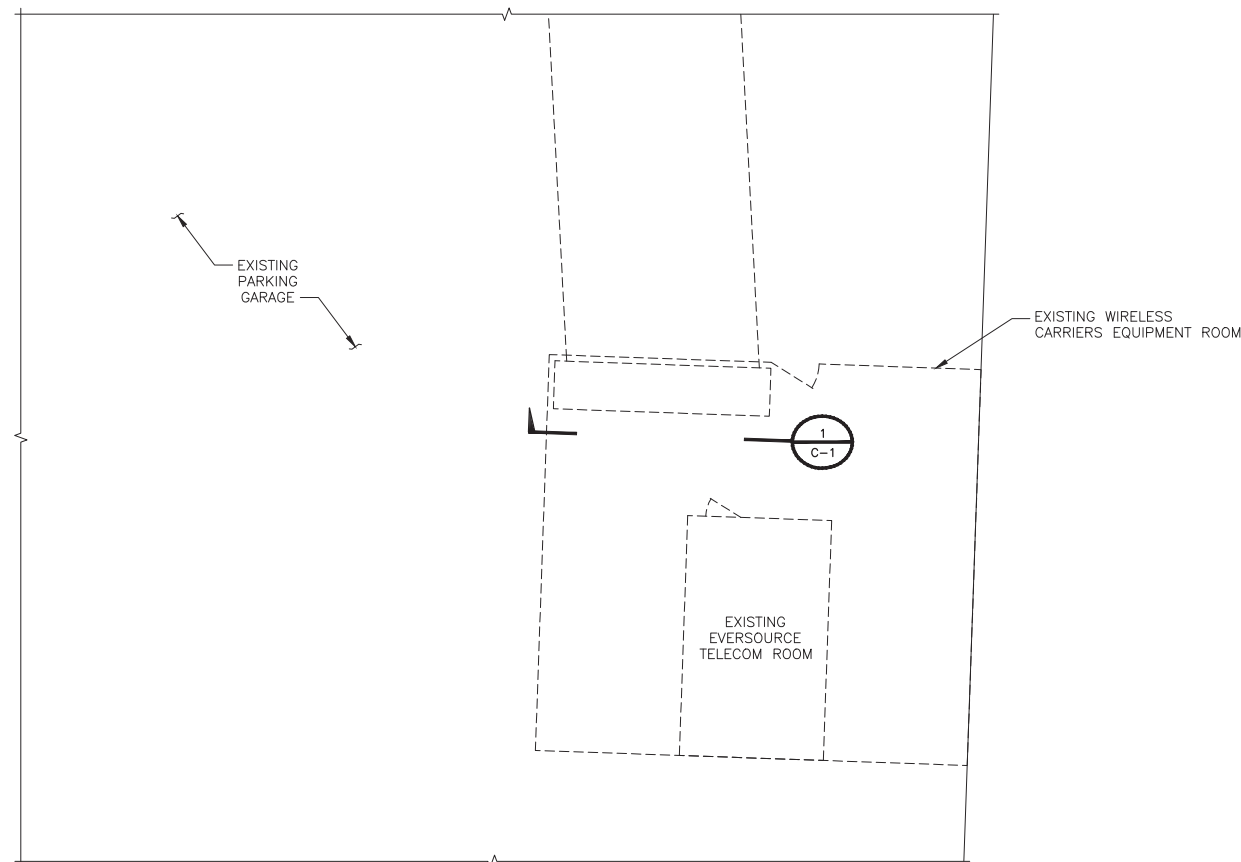 EXISTING
PARKING
GARAGE
EXISTING WIRELESS
CARRIERS EQUIPMENT ROOM
1
C-1
EXISTING
EVERSOURCE
TELECOM ROOM